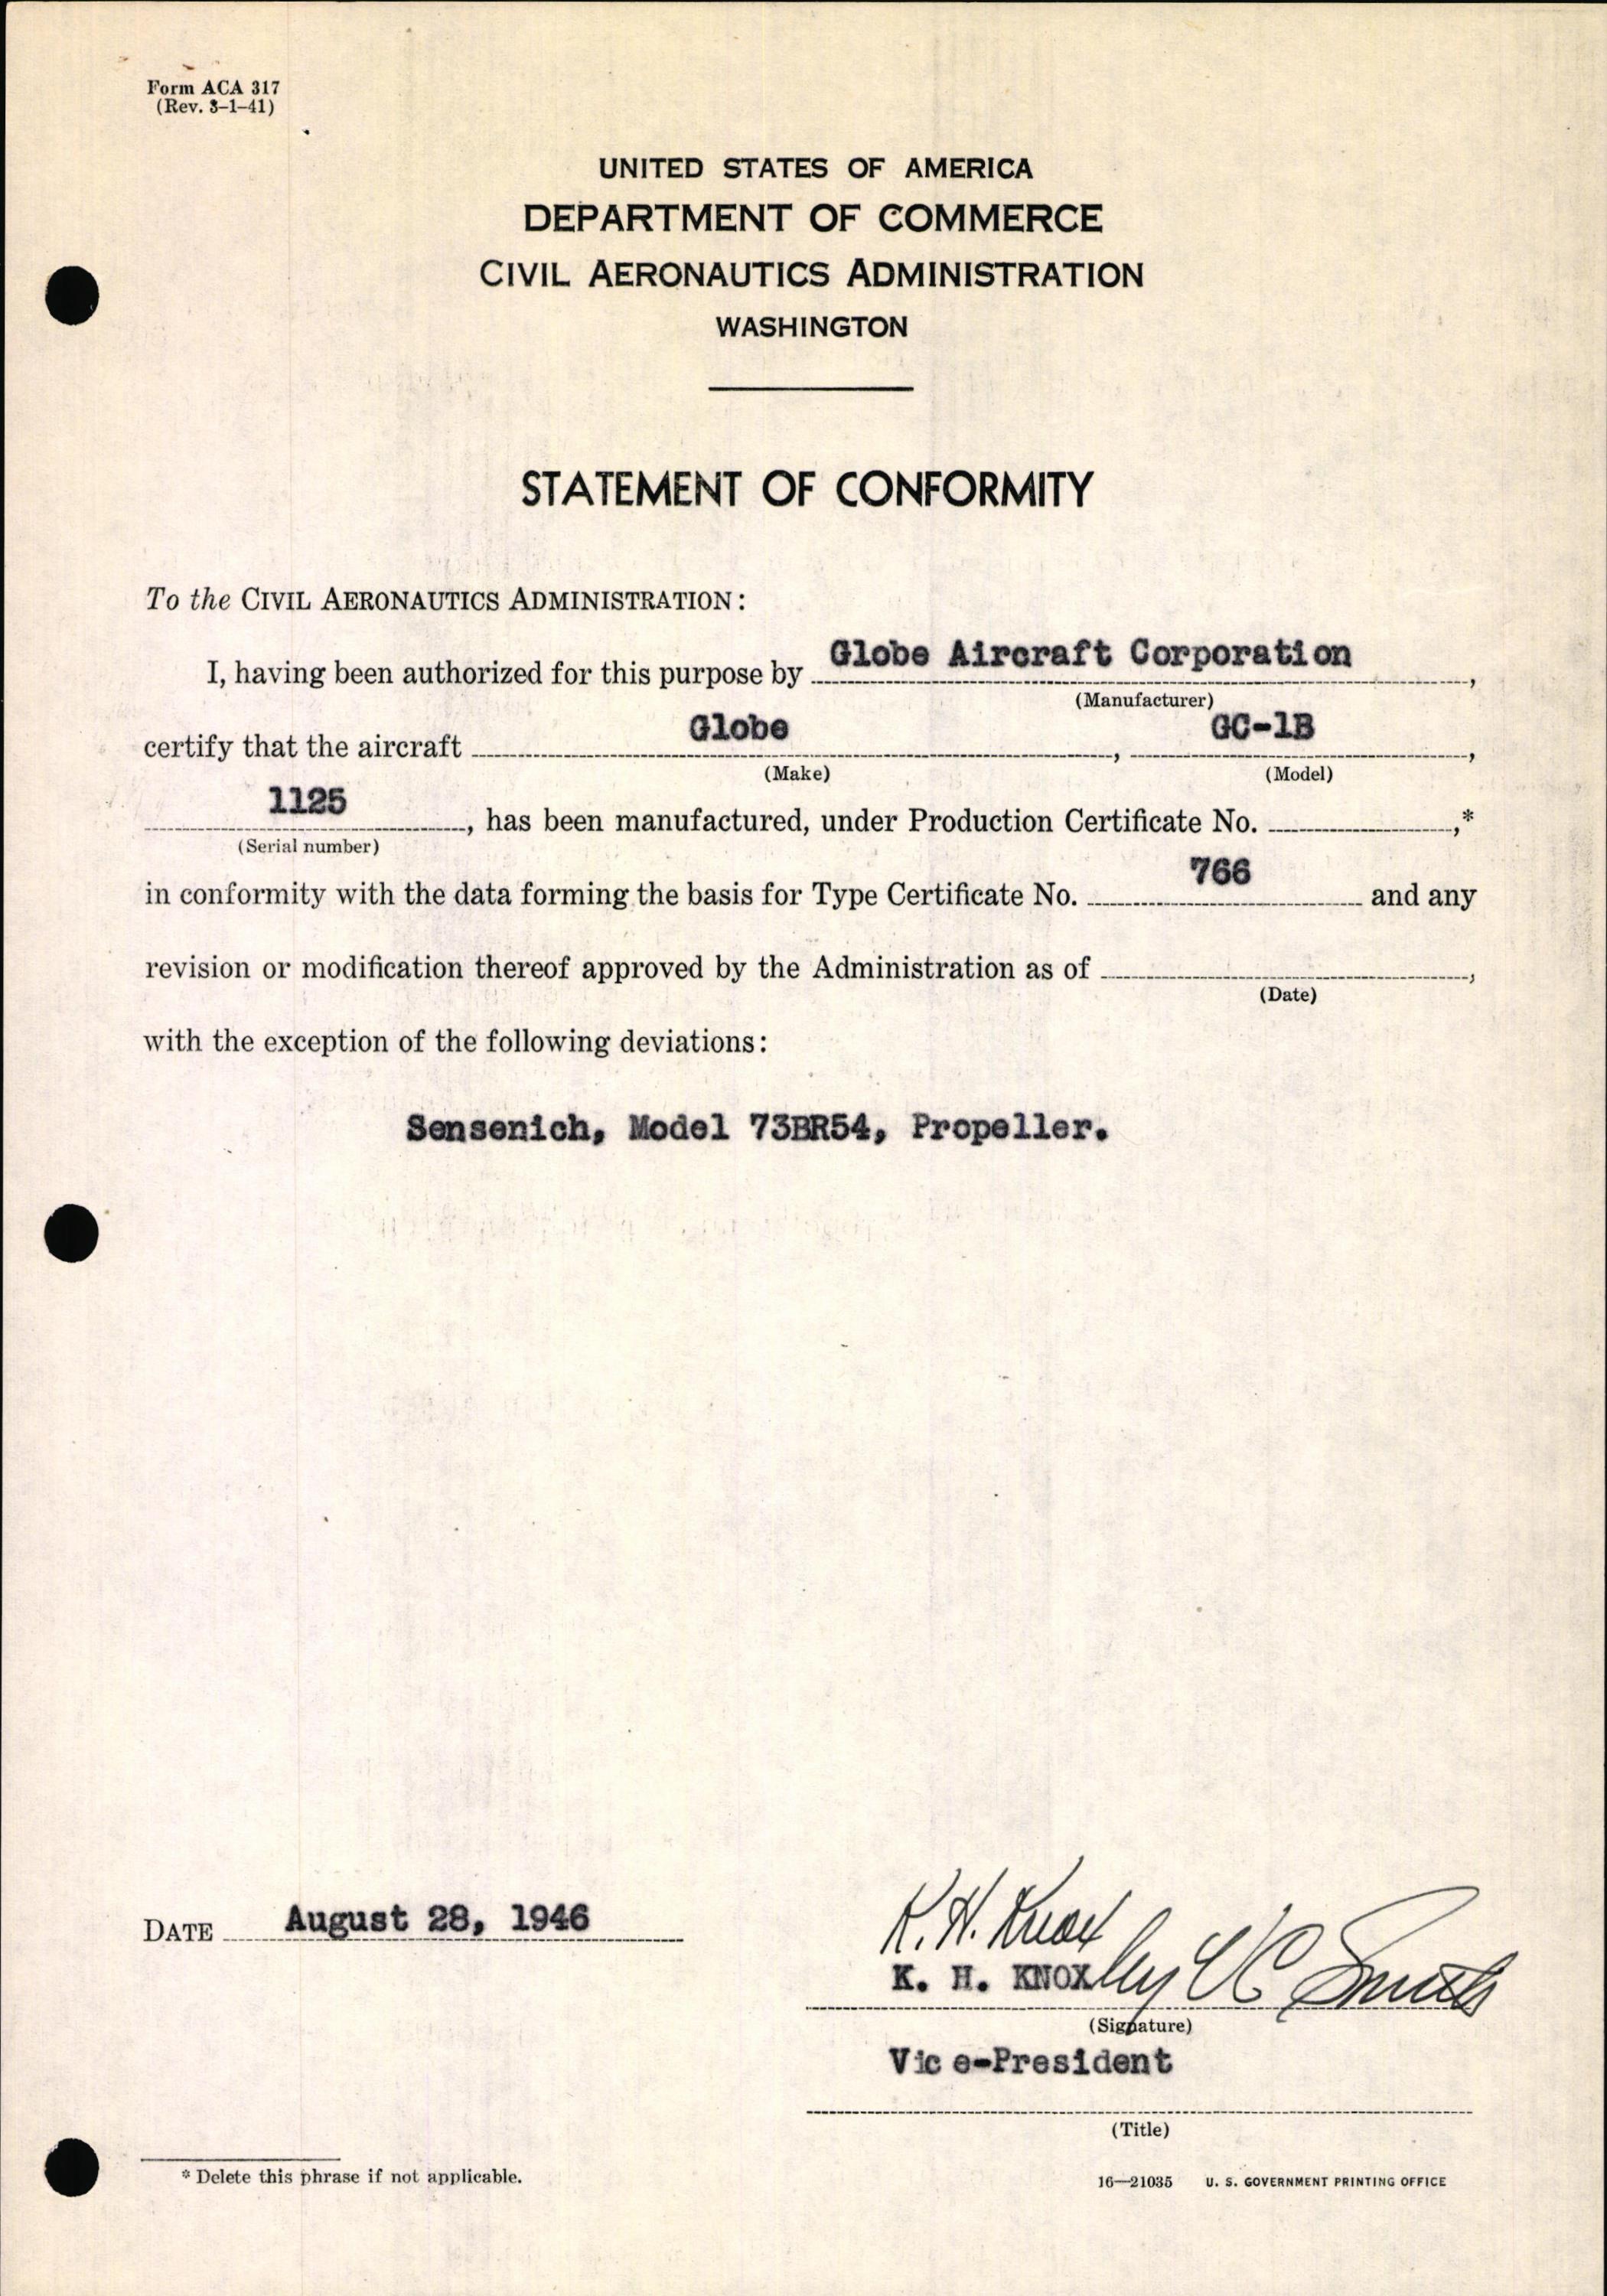 Form ACA 317
(Rev. 3-1-41)
UNITED STATES OF AMERICA
DEPARTMENT OF COMMERCE
CIVIL AERONAUTICS ADMINISTRATION
WASHINGTON
STATEMENT OF CONFORMITY
To the CIVIL AERONAUTICS ADMINISTRATION:
I, having been authorized for this purpose by Globe Aircraft Corporation,
(Manufacturer)
certify that the aircraft Globe, GC-1B,
(Make) (Model)
1125, has been manufactured, under Production Certificate No. ,*
(Serial number)
in conformity with the data forming the basis for Type Certificate No. 766 and any
revision or modification thereof approved by the Administration as of ,
(Date)
with the exception of the following deviations:
Sensenich, Model 73BR54, Propeller.
K. H. Knox
DATE August 28, 1946
K. H. KNOX by V C Smith
(Signature)
Vice-President
(Title)
* Delete this phrase if not applicable.
16—21035 U. S. GOVERNMENT PRINTING OFFICE